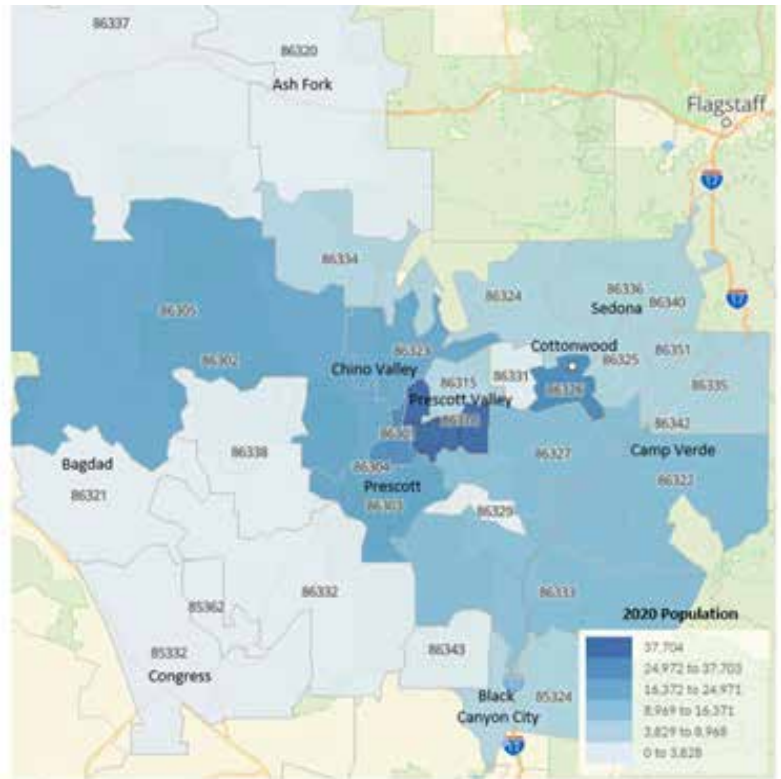 86337
86320
Ash Fork
Flagstaff
17
86334
86336
86324
Sedona
86340
17
86305
Cottonwood
86323
86351
86302
Chino Valley
86325
86315
86331
86335
Prescott Valley
86326
86342
86338
86327
Camp Verde
Bagdad
86304
86322
86321
Prescott
86303
86329
86332
86333
85362
2020 Population
37,704
24,972 to 37,703
16,372 to 24,971
8,969 to 16,371
3,829 to 8,968
0 to 3,828
86343
85332
Congress
Black
85324
Canyon City
17